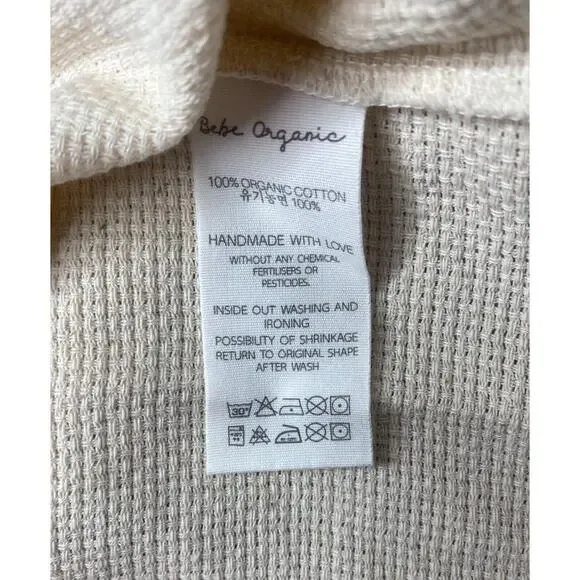 Bebe Organic
100% ORGANIC COTTON
유기농면 100%
HANDMADE WITH LOVE
WITHOUT ANY CHEMICAL
FERTILISERS OR
PESTICIDES.
INSIDE OUT WASHING AND
IRONING
POSSIBILITY OF SHRINKAGE
RETURN TO ORIGINAL SHAPE
AFTER WASH
30°